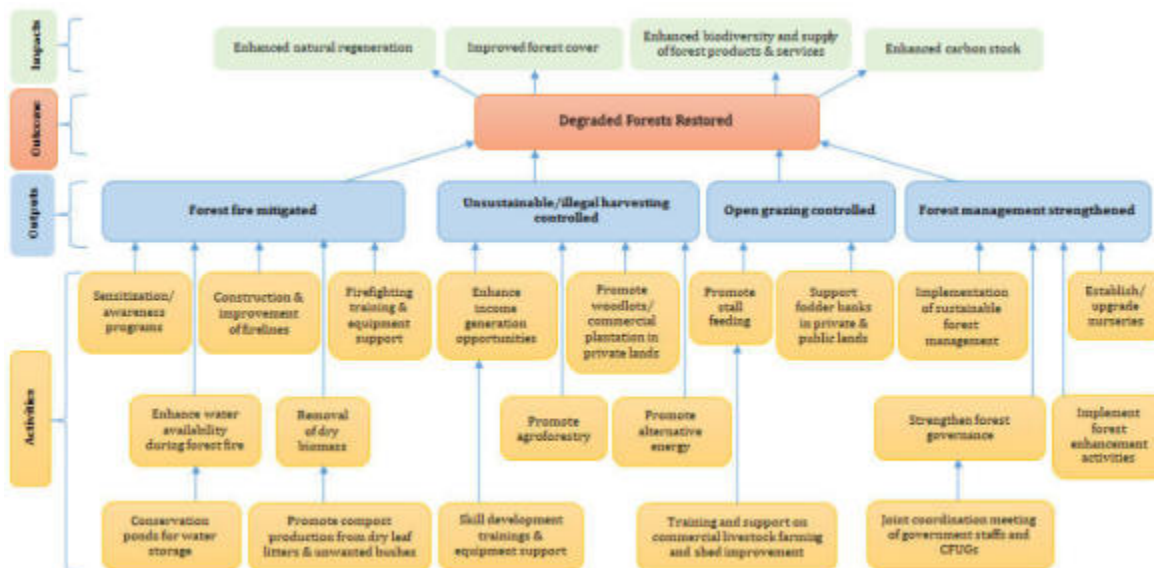 Impacts
Enhanced natural regeneration
Improved forest cover
Enhanced biodiversity and supply
of forest products & services
Enhanced carbon stock
Outcome
Degraded Forests Restored
Outputs
Forest fire mitigated
Unsustainable/illegal harvesting
controlled
Open grazing controlled
Forest management strengthened
Activities
Sensitization/
awareness
programs
Construction &
improvement
of firelines
Firefighting
training &
equipment
support
Enhance
income
generation
opportunities
Promote
woodlots/
commercial
plantation in
private lands
Promote
stall
feeding
Support
fodder banks
in private &
public lands
Implementation
of sustainable
forest
management
Establish/
upgrade
nurseries
Enhance water
availability
during forest fire
Removal
of dry
biomass
Promote
agroforestry
Promote
alternative
energy
Strengthen forest
governance
Implement
forest
enhancement
activities
Conservation
ponds for water
storage
Promote compost
production from dry leaf
litters & unwanted bushes
Skill development
trainings &
equipment support
Training and support on
commercial livestock farming
and shed improvement
Joint coordination meeting
of government staffs and
CFUGs